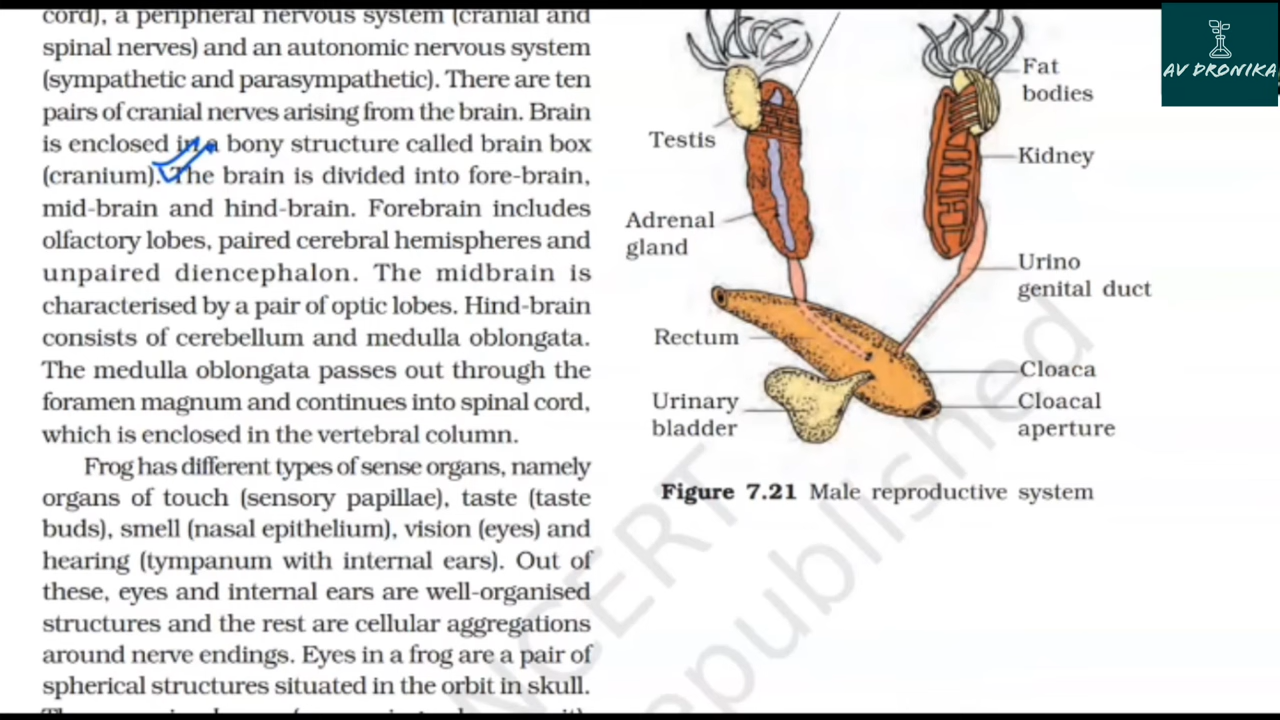 cord), a peripheral nervous system (cranial and
spinal nerves) and an autonomic nervous system
(sympathetic and parasympathetic). There are ten
pairs of cranial nerves arising from the brain. Brain
is enclosed in a bony structure called brain box
(cranium). The brain is divided into fore-brain,
mid-brain and hind-brain. Forebrain includes
olfactory lobes, paired cerebral hemispheres and
unpaired diencephalon. The midbrain is
characterised by a pair of optic lobes. Hind-brain
consists of cerebellum and medulla oblongata.
The medulla oblongata passes out through the
foramen magnum and continues into spinal cord,
which is enclosed in the vertebral column.
Frog has different types of sense organs, namely
organs of touch (sensory papillae), taste (taste
buds), smell (nasal epithelium), vision (eyes) and
hearing (tympanum with internal ears). Out of
these, eyes and internal ears are well-organised
structures and the rest are cellular aggregations
around nerve endings. Eyes in a frog are a pair of
spherical structures situated in the orbit in skull.
Testis
Adrenal
gland
Rectum
Urinary
bladder
Fat
bodies
Kidney
Urino
genital duct
Cloaca
Cloacal
aperture
Figure 7.21 Male reproductive system
NCERT
republished
AV DRONIKA